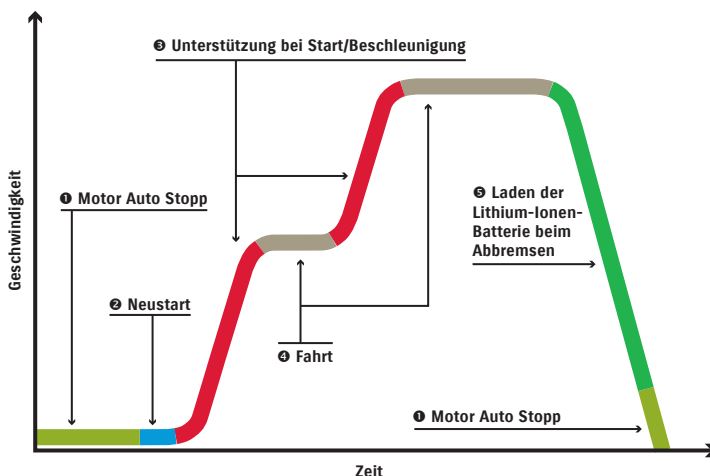 ❸ Unterstützung bei Start/Beschleunigung
❶ Motor Auto Stopp
❺ Laden der
Lithium-Ionen-
Batterie beim
Abbremsen
❷ Neustart
❹ Fahrt
❶ Motor Auto Stopp
Geschwindigkeit
Zeit